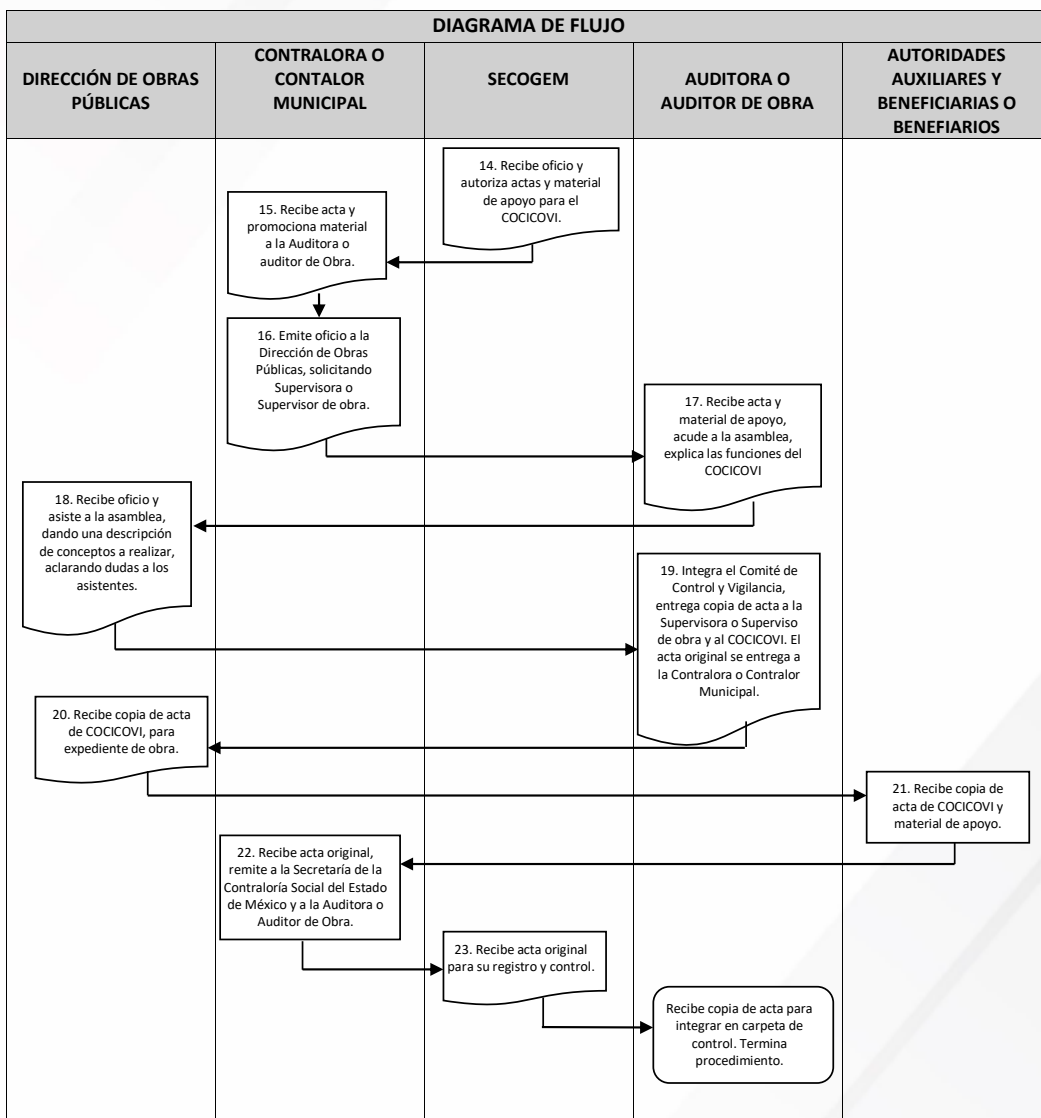 DIAGRAMA DE FLUJO
DIRECCIÓN DE OBRAS
PÚBLICAS
CONTRALORA O
CONTALOR
MUNICIPAL
SECOGEM
AUDITORA O
AUDITOR DE OBRA
AUTORIDADES
AUXILIARES Y
BENEFICIARIAS O
BENEFIARIOS
14. Recibe oficio y
autoriza actas y material
de apoyo para el
COCICOVI.
15. Recibe acta y
promociona material
a la Auditora o
auditor de Obra.
16. Emite oficio a la
Dirección de Obras
Públicas, solicitando
Supervisora o
Supervisor de obra.
17. Recibe acta y
material de apoyo,
acude a la asamblea,
explica las funciones del
COCICOVI
18. Recibe oficio y
asiste a la asamblea,
dando una descripción
de conceptos a realizar,
aclarando dudas a los
asistentes.
19. Integra el Comité de
Control y Vigilancia,
entrega copia de acta a la
Supervisora o Superviso
de obra y al COCICOVI. El
acta original se entrega a
la Contralora o Contralor
Municipal.
20. Recibe copia de acta
de COCICOVI, para
expediente de obra.
21. Recibe copia de
acta de COCICOVI y
material de apoyo.
22. Recibe acta original,
remite a la Secretaría de la
Contraloría Social del Estado
de México y a la Auditora o
Auditor de Obra.
23. Recibe acta original
para su registro y control.
Recibe copia de acta para
integrar en carpeta de
control. Termina
procedimiento.